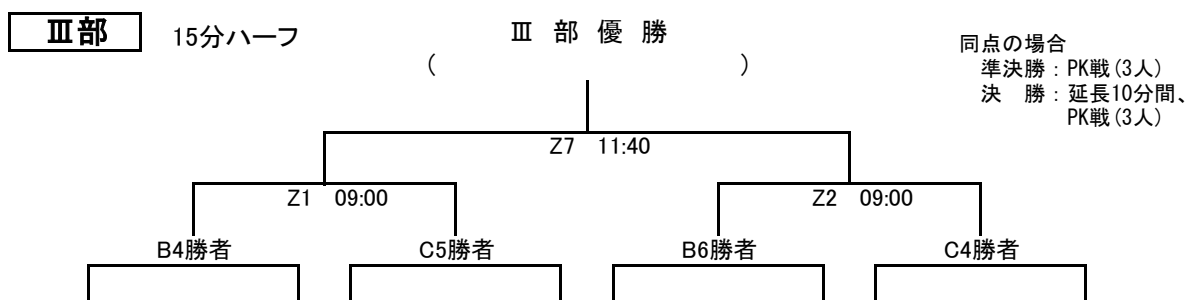 Ⅲ部 15分ハーフ
Ⅲ 部 優 勝
( )
同点の場合
準決勝：PK戦(3人)
決 勝：延長10分間、
PK戦(3人)
Z7 11:40
Z1 09:00 Z2 09:00
B4勝者 C5勝者 B6勝者 C4勝者